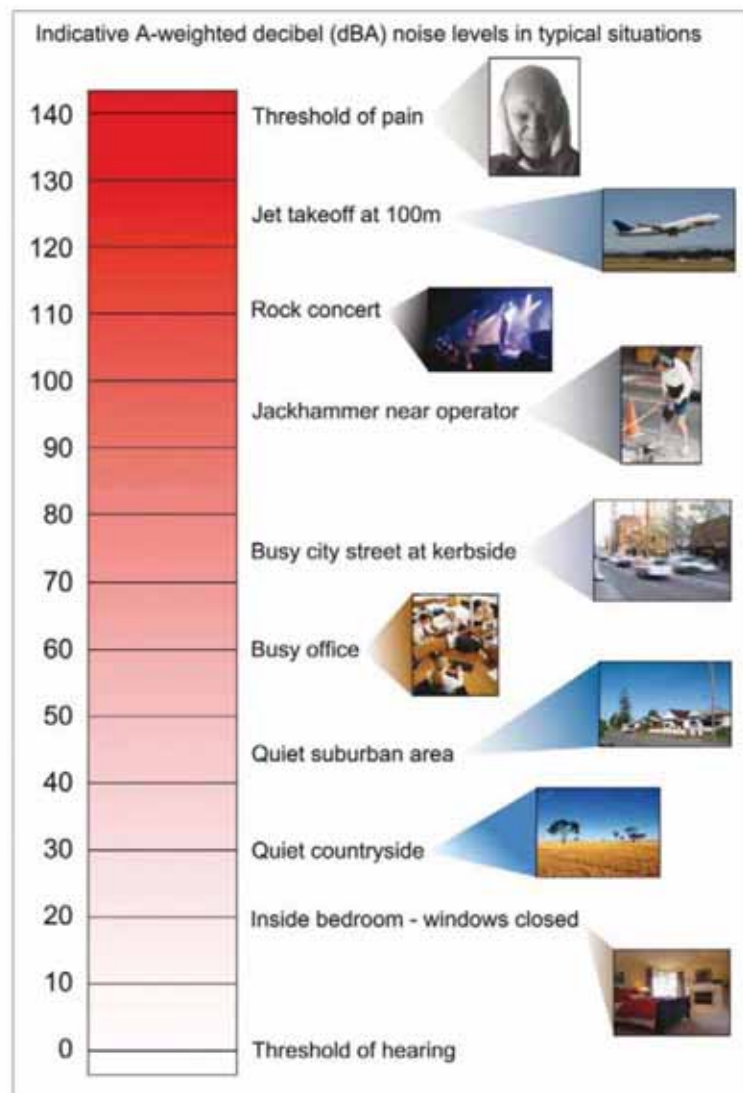 Indicative A-weighted decibel (dBA) noise levels in typical situations
140
Threshold of pain
130
Jet takeoff at 100m
120
110
Rock concert
100
Jackhammer near operator
90
80
Busy city street at kerbside
70
60
Busy office
50
Quiet suburban area
40
30
Quiet countryside
20
Inside bedroom - windows closed
10
0
Threshold of hearing